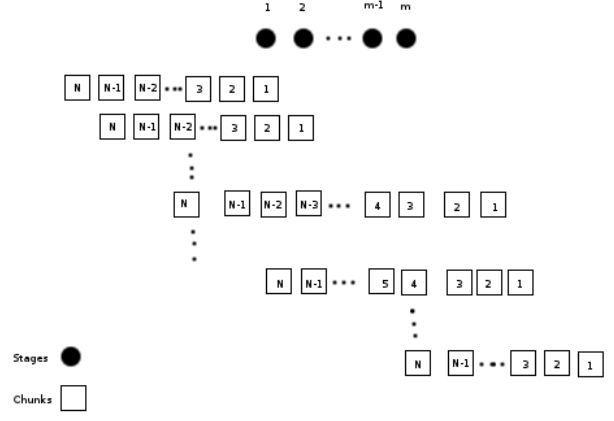 1 2 m-1 m
N N-1 N-2 3 2 1
N N-1 N-2 3 2 1
N N-1 N-2 N-3 4 3 2 1
N N-1 5 4 3 2 1
Stages
N N-1 3 2 1
Chunks